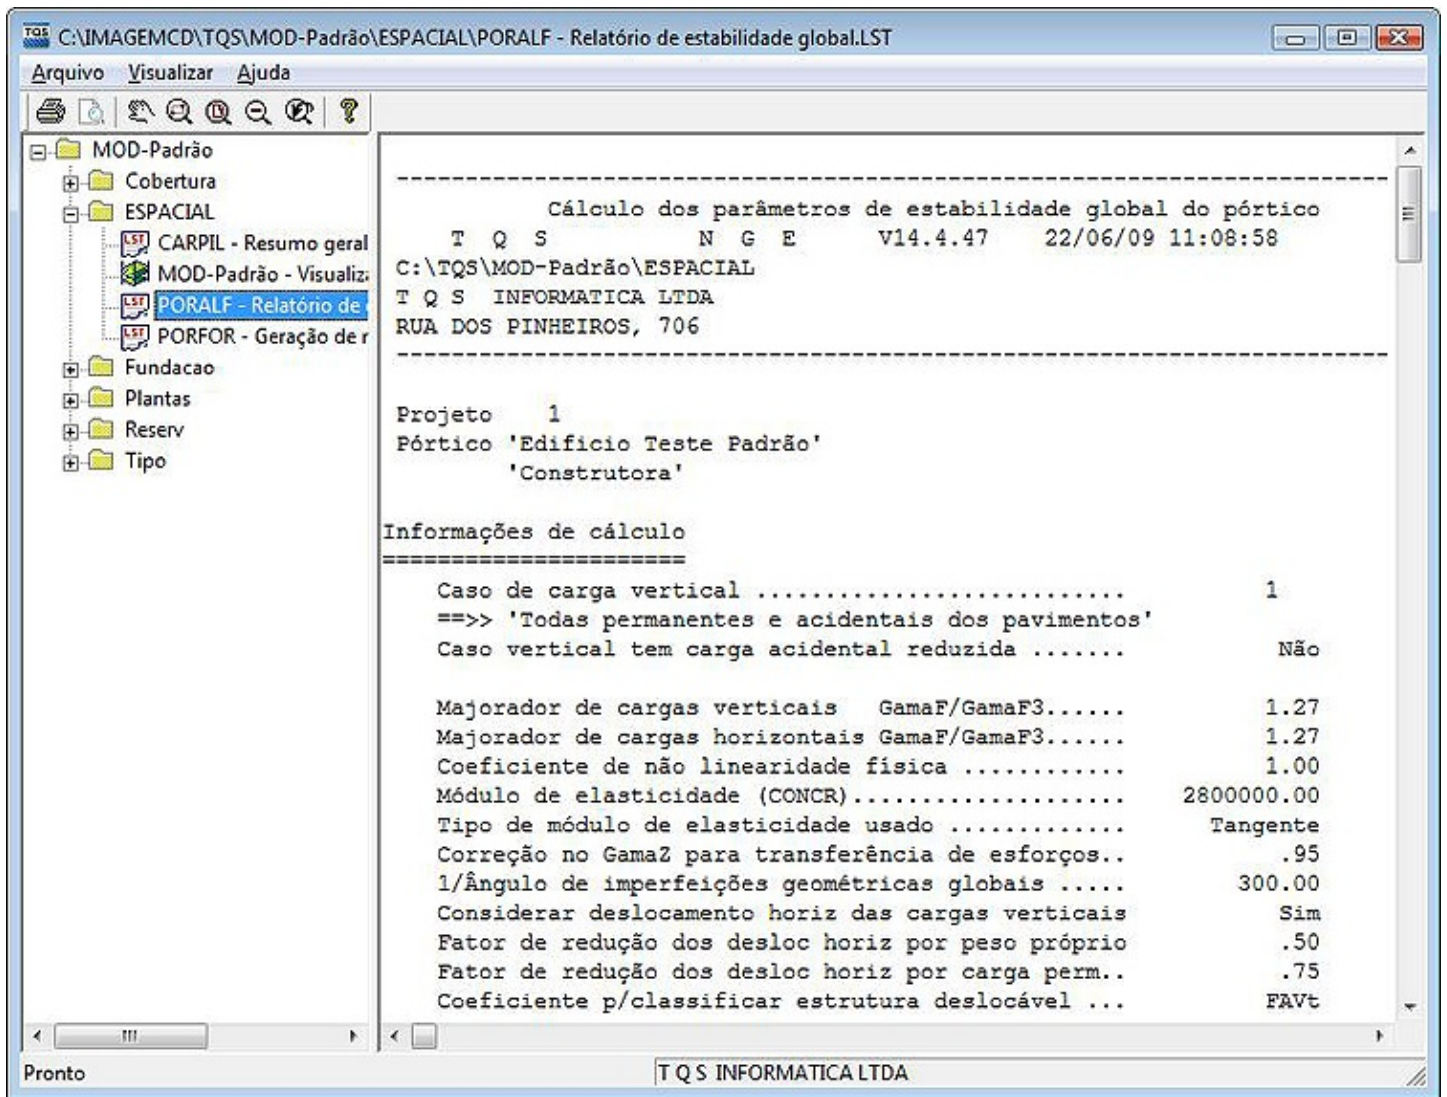 C:\IMAGEMCD\TQS\MOD-Padrão\ESPACIAL\PORALF - Relatório de estabilidade global.LST
Arquivo Visualizar Ajuda
MOD-Padrão
Cobertura
ESPACIAL
CARPIL - Resumo geral
MOD-Padrão - Visualiz
PORALF - Relatório de
PORFOR - Geração de r
Fundacao
Plantas
Reserv
Tipo
------------------------------------------------------------------------
Cálculo dos parâmetros de estabilidade global do pórtico
T Q S N G E V14.4.47 22/06/09 11:08:58
C:\TQS\MOD-Padrão\ESPACIAL
T Q S INFORMATICA LTDA
RUA DOS PINHEIROS, 706
------------------------------------------------------------------------
Projeto 1
Pórtico 'Edificio Teste Padrão'
'Construtora'
Informações de cálculo
======================
Caso de carga vertical ........................... 1
==>> 'Todas permanentes e acidentais dos pavimentos'
Caso vertical tem carga acidental reduzida ....... Não
Majorador de cargas verticais GamaF/GamaF3...... 1.27
Majorador de cargas horizontais GamaF/GamaF3...... 1.27
Coeficiente de não linearidade física ............ 1.00
Módulo de elasticidade (CONCR).................... 2800000.00
Tipo de módulo de elasticidade usado ............. Tangente
Correção no GamaZ para transferência de esforços.. .95
1/Ângulo de imperfeições geométricas globais ..... 300.00
Considerar deslocamento horiz das cargas verticais Sim
Fator de redução dos desloc horiz por peso próprio .50
Fator de redução dos desloc horiz por carga perm.. .75
Coeficiente p/classificar estrutura deslocável ... FAVt
Pronto
T Q S INFORMATICA LTDA